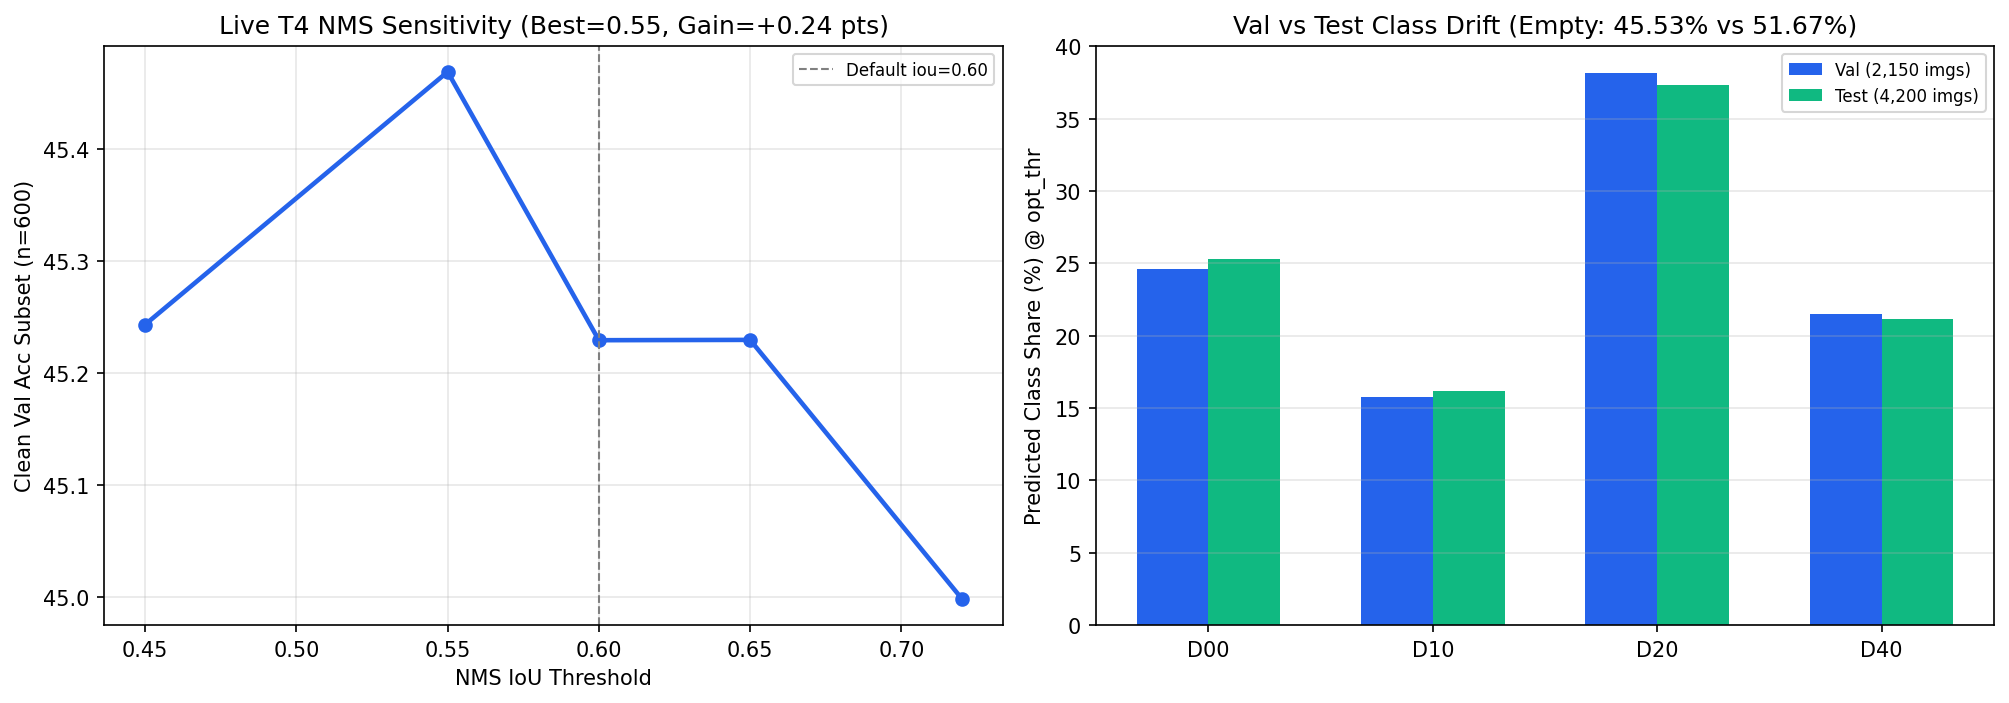 Live T4 NMS Sensitivity (Best=0.55, Gain=+0.24 pts)
Default iou=0.60
Clean Val Acc Subset (n=600)
45.4
45.3
45.2
45.1
45.0
0.45 0.50 0.55 0.60 0.65 0.70
NMS IoU Threshold
Val vs Test Class Drift (Empty: 45.53% vs 51.67%)
Val (2,150 imgs)
Test (4,200 imgs)
Predicted Class Share (%) @ opt_thr
40
35
30
25
20
15
10
5
0
D00 D10 D20 D40